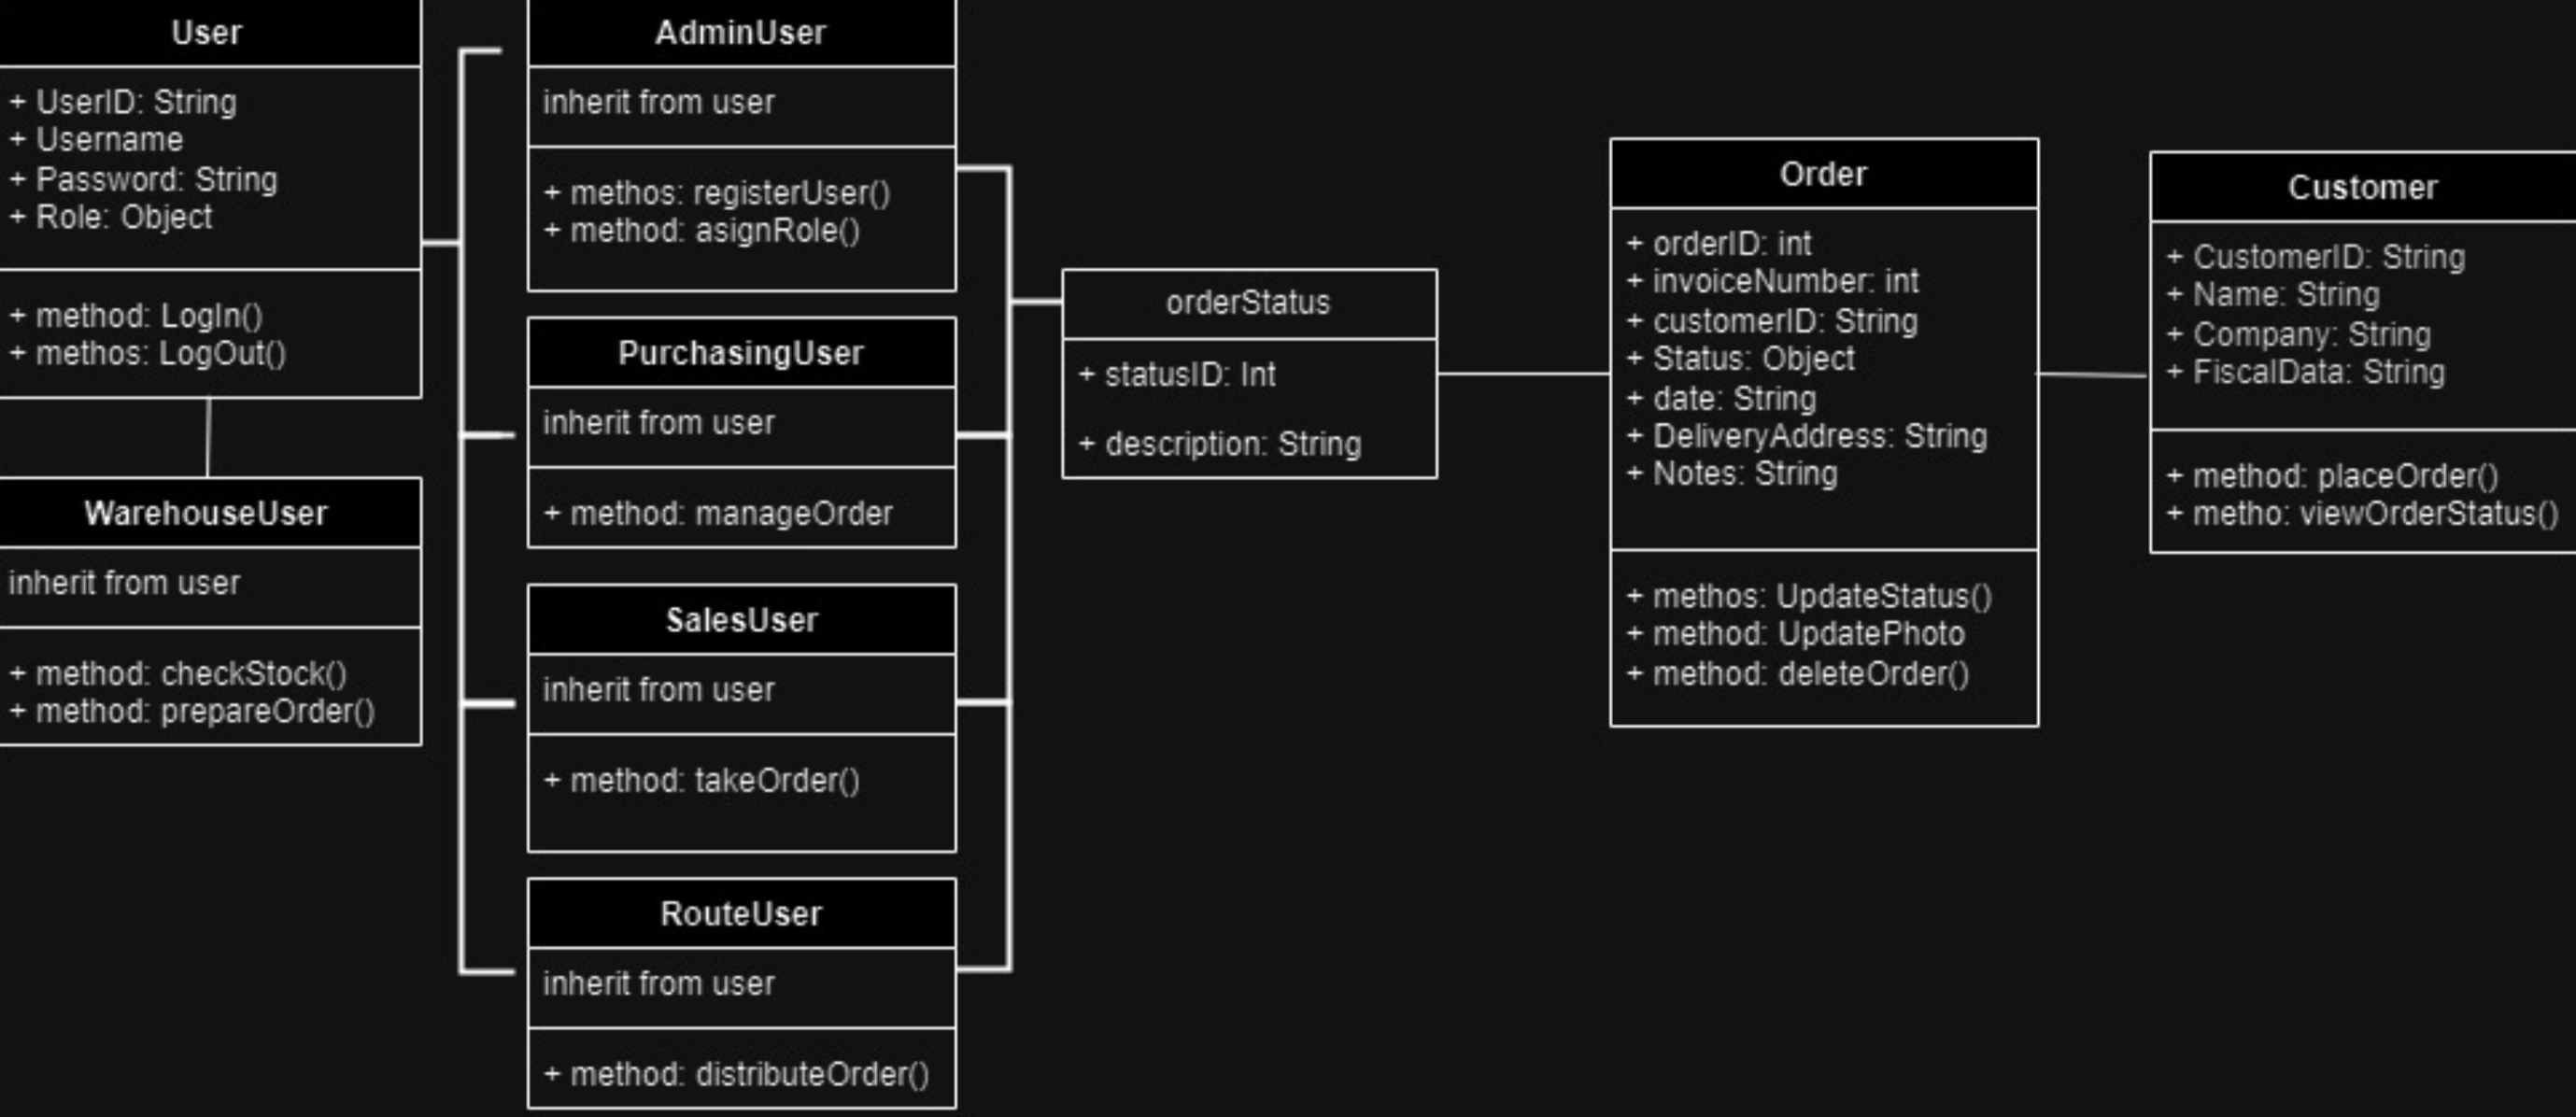 User
+ UserID: String
+ Username
+ Password: String
+ Role: Object
+ method: LogIn()
+ methos: LogOut()
WarehouseUser
inherit from user
+ method: checkStock()
+ method: prepareOrder()
AdminUser
inherit from user
+ methos: registerUser()
+ method: asignRole()
PurchasingUser
inherit from user
+ method: manageOrder
SalesUser
inherit from user
+ method: takeOrder()
RouteUser
inherit from user
+ method: distributeOrder()
orderStatus
+ statusID: Int
+ description: String
Order
+ orderID: int
+ invoiceNumber: int
+ customerID: String
+ Status: Object
+ date: String
+ DeliveryAddress: String
+ Notes: String
+ methos: UpdateStatus()
+ method: UpdatePhoto
+ method: deleteOrder()
Customer
+ CustomerID: String
+ Name: String
+ Company: String
+ FiscalData: String
+ method: placeOrder()
+ metho: viewOrderStatus()